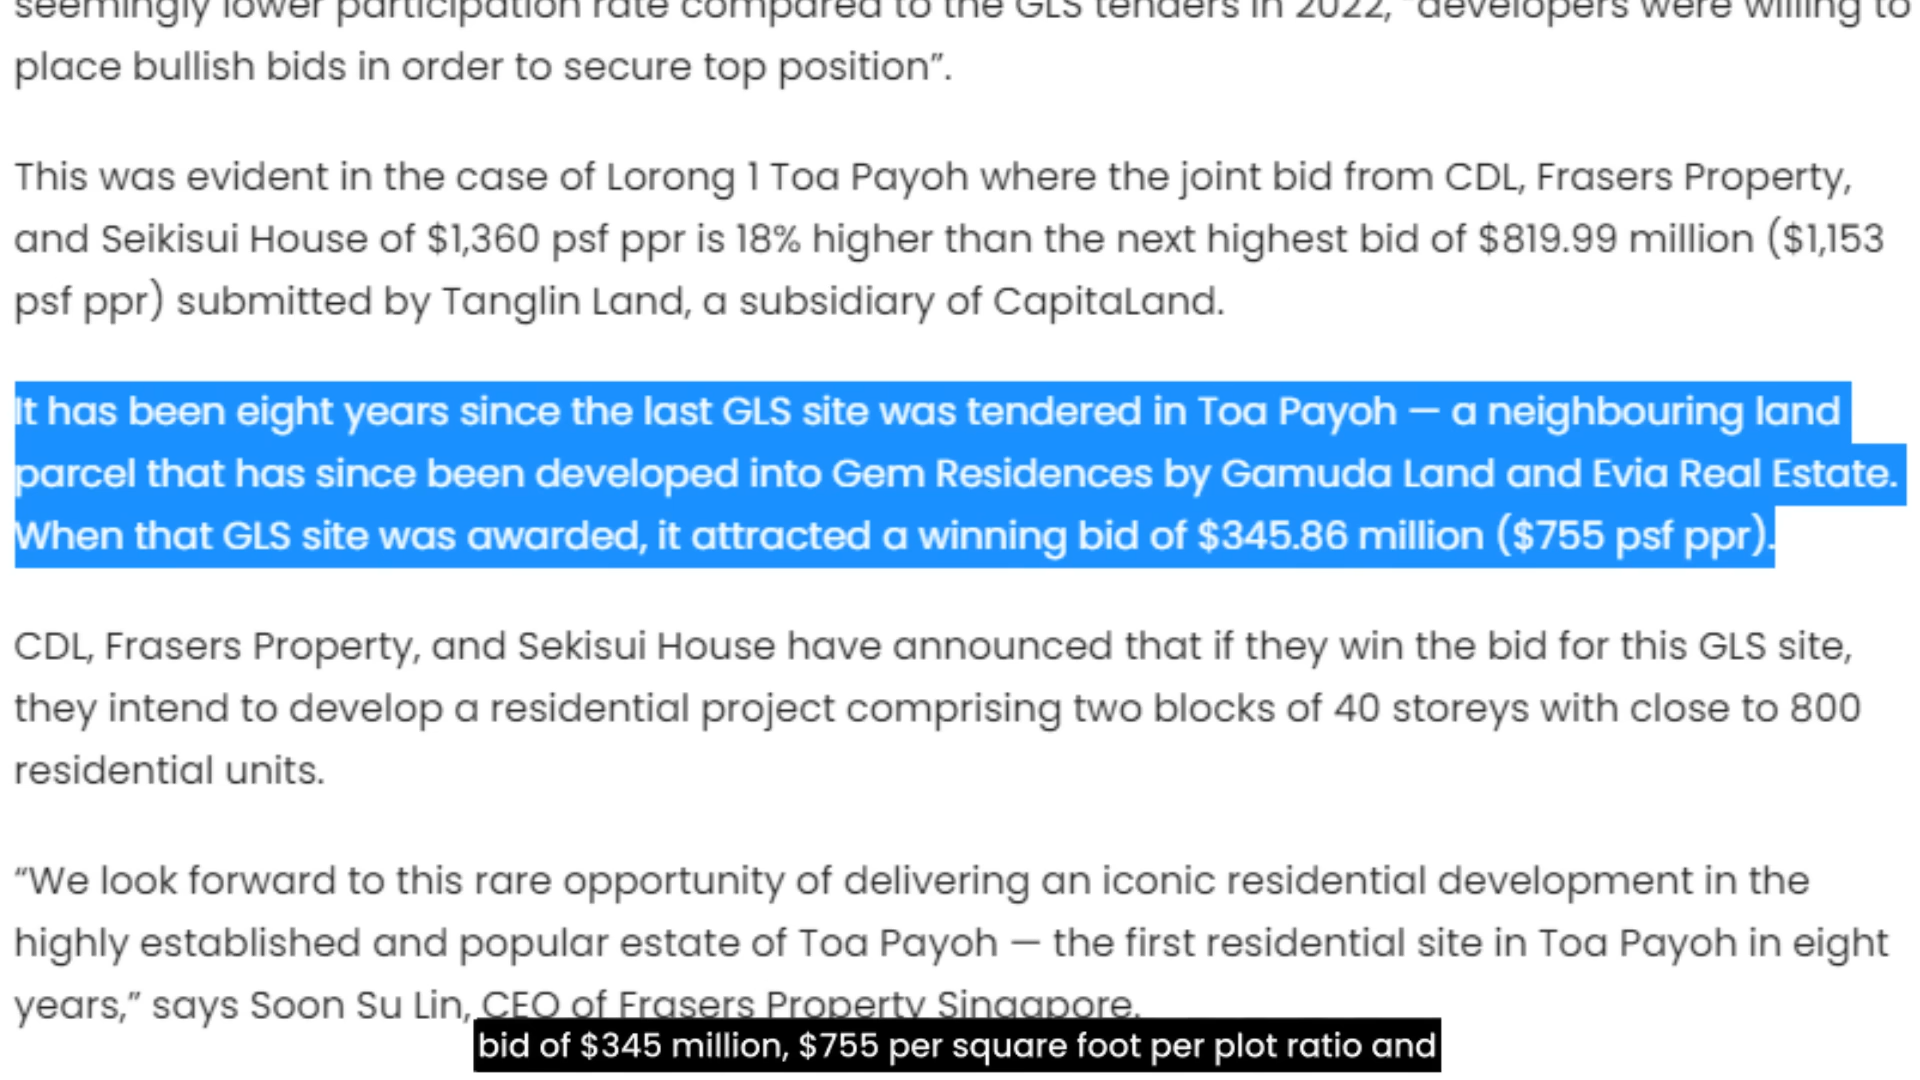 seemingly lower participation rate compared to the GLS tenders in 2022, “developers were willing to
place bullish bids in order to secure top position”.
This was evident in the case of Lorong 1 Toa Payoh where the joint bid from CDL, Frasers Property,
and Seikisui House of $1,360 psf ppr is 18% higher than the next highest bid of $819.99 million ($1,153
psf ppr) submitted by Tanglin Land, a subsidiary of CapitaLand.
It has been eight years since the last GLS site was tendered in Toa Payoh — a neighbouring land
parcel that has since been developed into Gem Residences by Gamuda Land and Evia Real Estate.
When that GLS site was awarded, it attracted a winning bid of $345.86 million ($755 psf ppr).
CDL, Frasers Property, and Sekisui House have announced that if they win the bid for this GLS site,
they intend to develop a residential project comprising two blocks of 40 storeys with close to 800
residential units.
“We look forward to this rare opportunity of delivering an iconic residential development in the
highly established and popular estate of Toa Payoh — the first residential site in Toa Payoh in eight
years,” says Soon Su Lin, CEO of Frasers Property Singapore.
bid of $345 million, $755 per square foot per plot ratio and